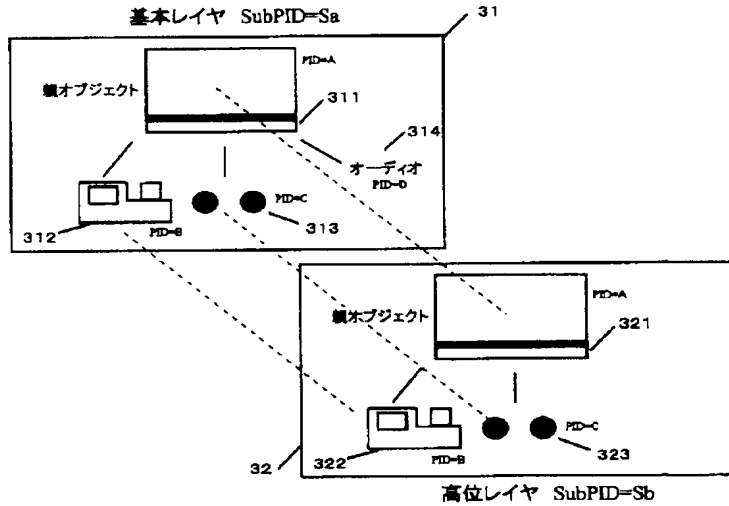 基本レイヤ SubPID=Sa
31
PID=A
親オブジェクト
311
314
オーディオ
PID=D
PID=C
312
PID=B
313
PID=A
親オブジェクト
321
PID=C
32
322
PID=B
323
高位レイヤ SubPID=Sb